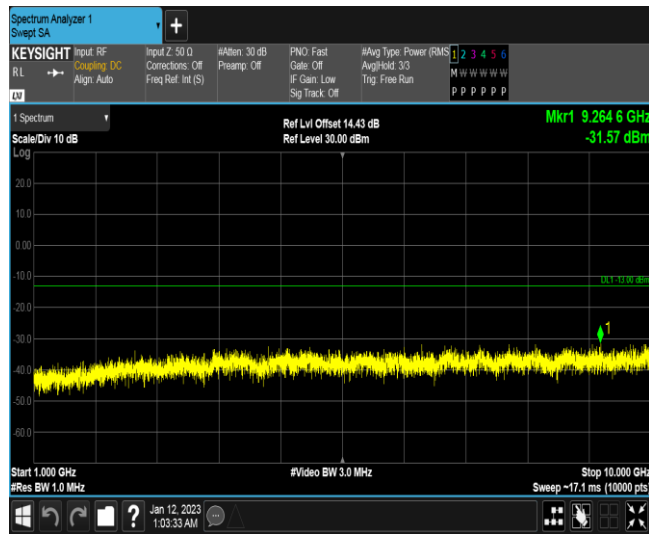 Spectrum Analyzer 1
Swept SA
+
KEYSIGHT Input: RF Input Z: 50 Ω #Atten: 30 dB PNO: Fast #Avg Type: Power (RMS 1 2 3 4 5 6
RL Coupling: DC Corrections: Off Preamp: Off Gate: Off Avg|Hold: 3/3 M W W W W W
Align: Auto Freq Ref: Int (S) IF Gain: Low Trig: Free Run
Sig Track: Off P P P P P P
LXI
1 Spectrum Ref Lvl Offset 14.43 dB Mkr1 9.264 6 GHz
Scale/Div 10 dB Ref Level 30.00 dBm -31.57 dBm
Log
20.0
10.0
0.00
-10.0
DL1 -13.00 dBm
-20.0
1
-30.0
-40.0
-50.0
-60.0
Start 1.000 GHz #Video BW 3.0 MHz Stop 10.000 GHz
#Res BW 1.0 MHz Sweep ~17.1 ms (10000 pts)
? Jan 12, 2023
1:03:33 AM